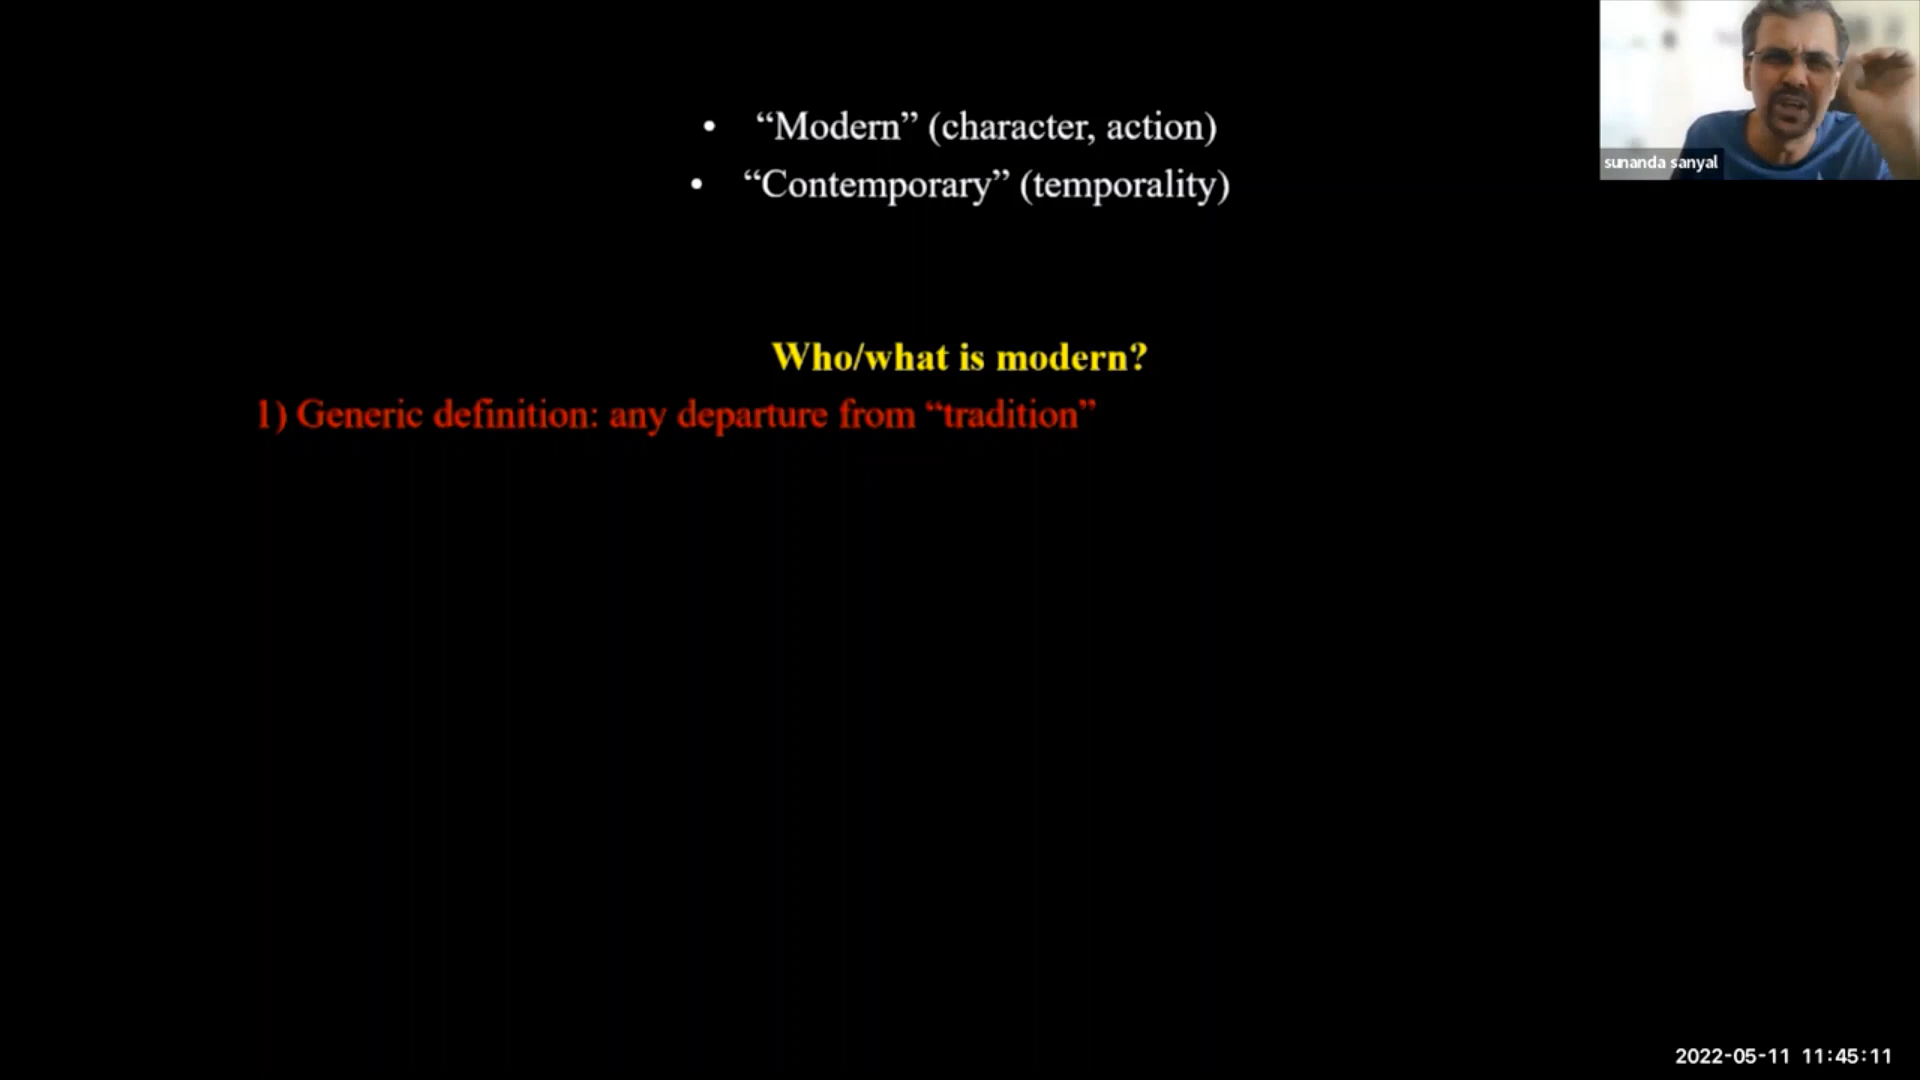 • “Modern” (character, action)
• “Contemporary” (temporality)
sunanda sanyal
Who/what is modern?
1) Generic definition: any departure from “tradition”
2022-05-11 11:45:11